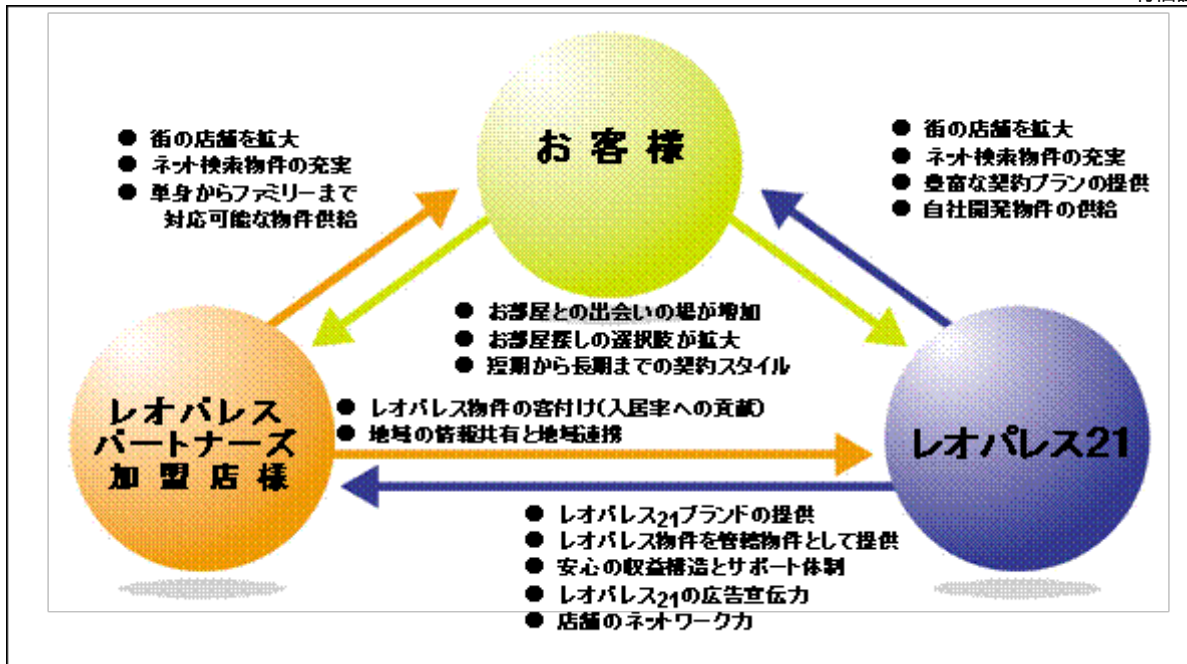 お客様
● 街の店舗を拡大
● ネット検索物件の充実
● 単身からファミリーまで
対応可能な物件供給
● 街の店舗を拡大
● ネット検索物件の充実
● 豊富な契約プランの提供
● 自社開発物件の供給
● お部屋との出会いの場が増加
● お部屋探しの選択肢が拡大
● 短期から長期までの契約スタイル
レオパレス
パートナーズ
加盟店様
● レオパレス物件の客付け(入居率への貢献)
● 地域の情報共有と地域連携
レオパレス21
● レオパレス21ブランドの提供
● レオパレス物件を管轄物件として提供
● 安心の収益構造とサポート体制
● レオパレス21の広告宣伝力
● 店舗のネットワーク力